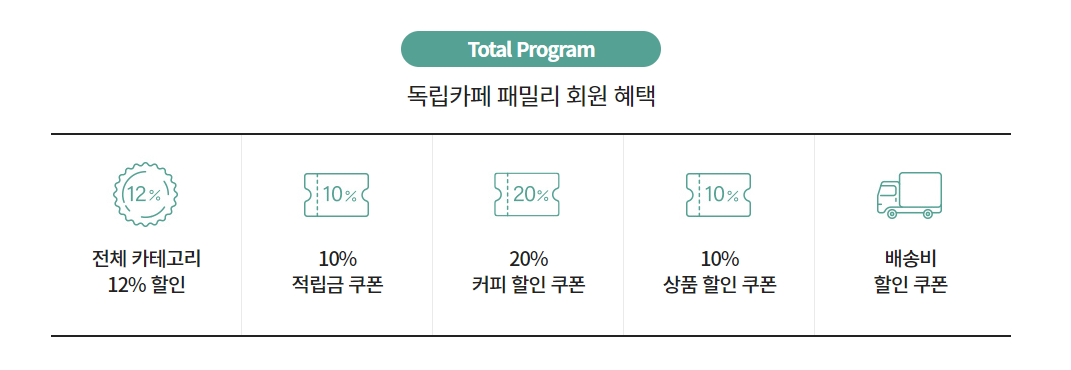 Total Program
독립카페 패밀리 회원 혜택
12%
전체 카테고리
12% 할인
10%
10%
적립금 쿠폰
20%
20%
커피 할인 쿠폰
10%
10%
상품 할인 쿠폰
배송비
할인 쿠폰